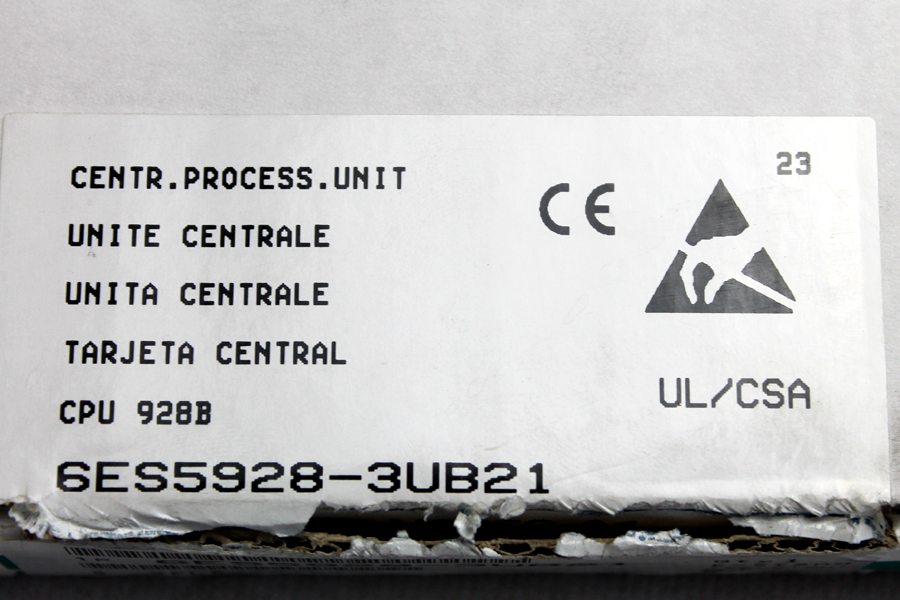 23
CENTR.PROCESS.UNIT
CE
UNITE CENTRALE
UNITA CENTRALE
TARJETA CENTRAL
UL/CSA
CPU 928B
6ES5928-3UB21